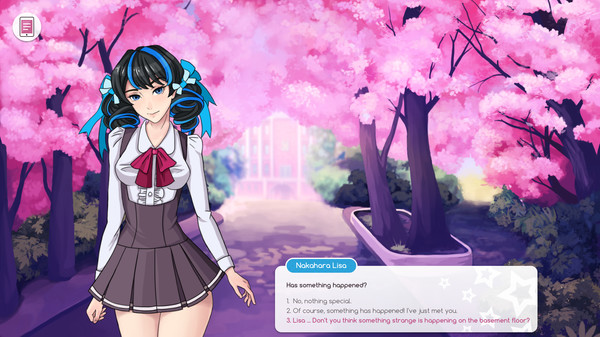 Nakahara Lisa
Has something happened?
1. No, nothing special.
2. Of course, something has happened! I've just met you.
3. Lisa ... Don't you think something strange is happening on the basement floor?